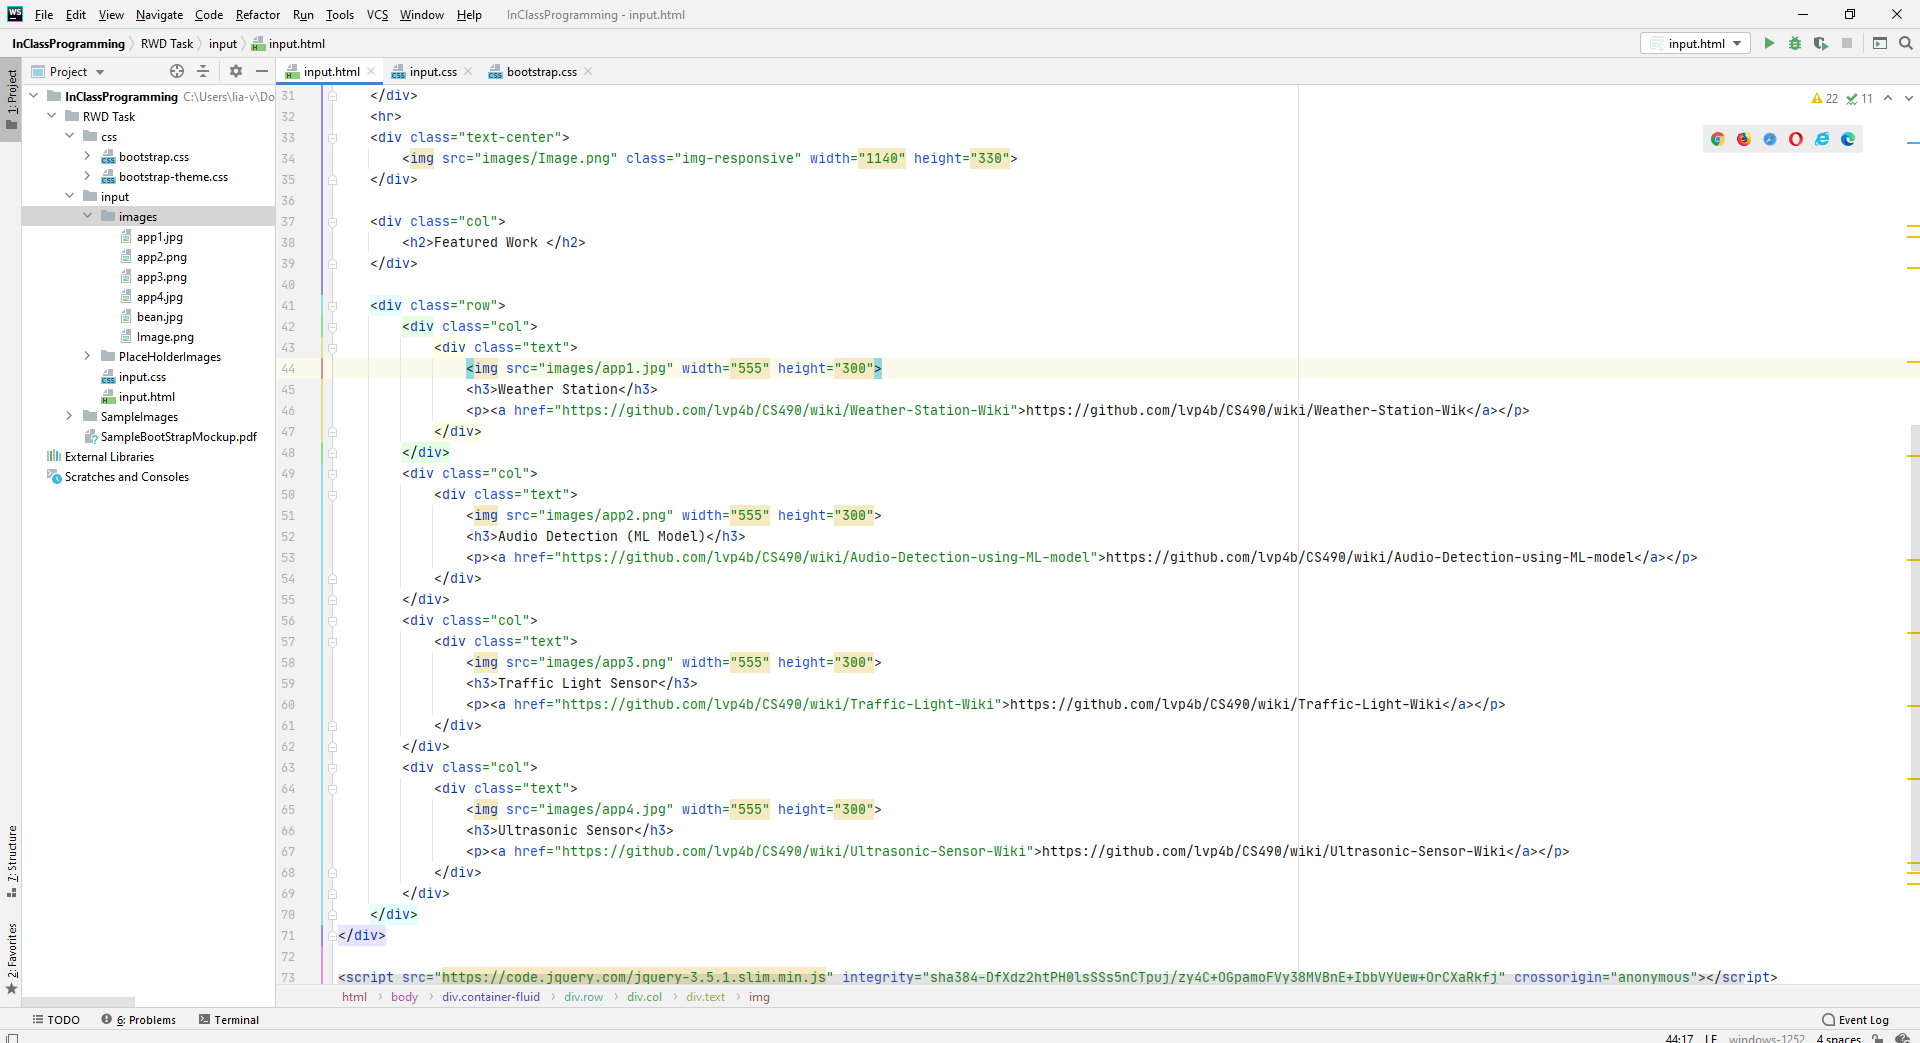 WS File Edit View Navigate Code Refactor Run Tools VCS Window Help InClassProgramming - input.html
InClassProgramming RWD Task input input.html
input.html
1: Project
Project
input.html input.css bootstrap.css
InClassProgramming C:\Users\lia-v\Do
RWD Task
css
bootstrap.css
bootstrap-theme.css
input
images
app1.jpg
app2.png
app3.png
app4.jpg
bean.jpg
Image.png
PlaceHolderImages
input.css
input.html
SampleImages
SampleBootStrapMockup.pdf
External Libraries
Scratches and Consoles
7: Structure
2: Favorites
22 11
31 </div>
32 <hr>
33 <div class="text-center">
34 <img src="images/Image.png" class="img-responsive" width="1140" height="330">
35 </div>
36
37 <div class="col">
38 <h2>Featured Work </h2>
39 </div>
40
41 <div class="row">
42 <div class="col">
43 <div class="text">
44 <img src="images/app1.jpg" width="555" height="300">
45 <h3>Weather Station</h3>
46 <p><a href="https://github.com/lvp4b/CS490/wiki/Weather-Station-Wiki">https://github.com/lvp4b/CS490/wiki/Weather-Station-Wik</a></p>
47 </div>
48 </div>
49 <div class="col">
50 <div class="text">
51 <img src="images/app2.png" width="555" height="300">
52 <h3>Audio Detection (ML Model)</h3>
53 <p><a href="https://github.com/lvp4b/CS490/wiki/Audio-Detection-using-ML-model">https://github.com/lvp4b/CS490/wiki/Audio-Detection-using-ML-model</a></p>
54 </div>
55 </div>
56 <div class="col">
57 <div class="text">
58 <img src="images/app3.png" width="555" height="300">
59 <h3>Traffic Light Sensor</h3>
60 <p><a href="https://github.com/lvp4b/CS490/wiki/Traffic-Light-Wiki">https://github.com/lvp4b/CS490/wiki/Traffic-Light-Wiki</a></p>
61 </div>
62 </div>
63 <div class="col">
64 <div class="text">
65 <img src="images/app4.jpg" width="555" height="300">
66 <h3>Ultrasonic Sensor</h3>
67 <p><a href="https://github.com/lvp4b/CS490/wiki/Ultrasonic-Sensor-Wiki">https://github.com/lvp4b/CS490/wiki/Ultrasonic-Sensor-Wiki</a></p>
68 </div>
69 </div>
70 </div>
71 </div>
72
73 <script src="https://code.jquery.com/jquery-3.5.1.slim.min.js" integrity="sha384-DfXdz2htPH0lsSSs5nCTpuj/zy4C+OGpamoFVy38MVBnE+IbbVYUew+OrCXaRkfj" crossorigin="anonymous"></script>
html body div.container-fluid div.row div.col div.text img
TODO 6: Problems Terminal Event Log
44:17 LF windows-1252 4 spaces